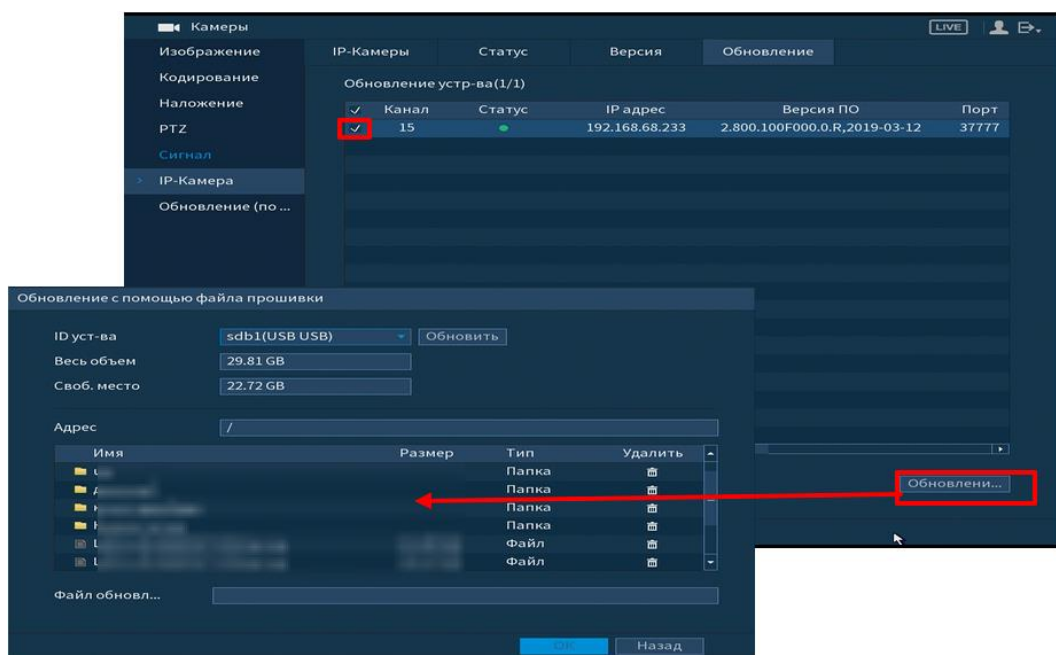 Камеры LIVE
Изображение
Кодирование
Наложение
PTZ
Сигнал
IP-Камера
Обновление (по ...
IP-Камеры Статус Версия Обновление
Обновление устр-ва(1/1)
Канал Статус IP адрес Версия ПО Порт
15 192.168.68.233 2.800.100F000.0.R,2019-03-12 37777
Обновлени...
Обновление с помощью файла прошивки
ID уст-ва sdb1(USB USB) Обновить
Весь объем 29.81 GB
Своб. место 22.72 GB
Адрес /
Имя Размер Тип Удалить
Папка
Папка
Папка
Папка
Файл
Файл
Файл обновл...
OK Назад